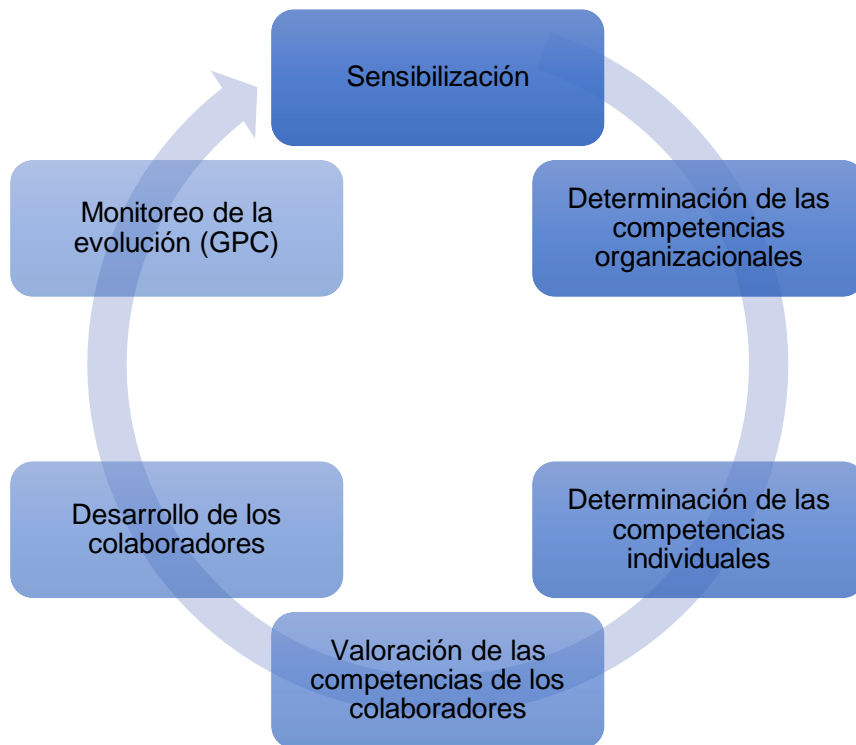 Sensibilización
Determinación de las
competencias
organizacionales
Determinación de las
competencias
individuales
Valoración de las
competencias de los
colaboradores
Desarrollo de los
colaboradores
Monitoreo de la
evolución (GPC)